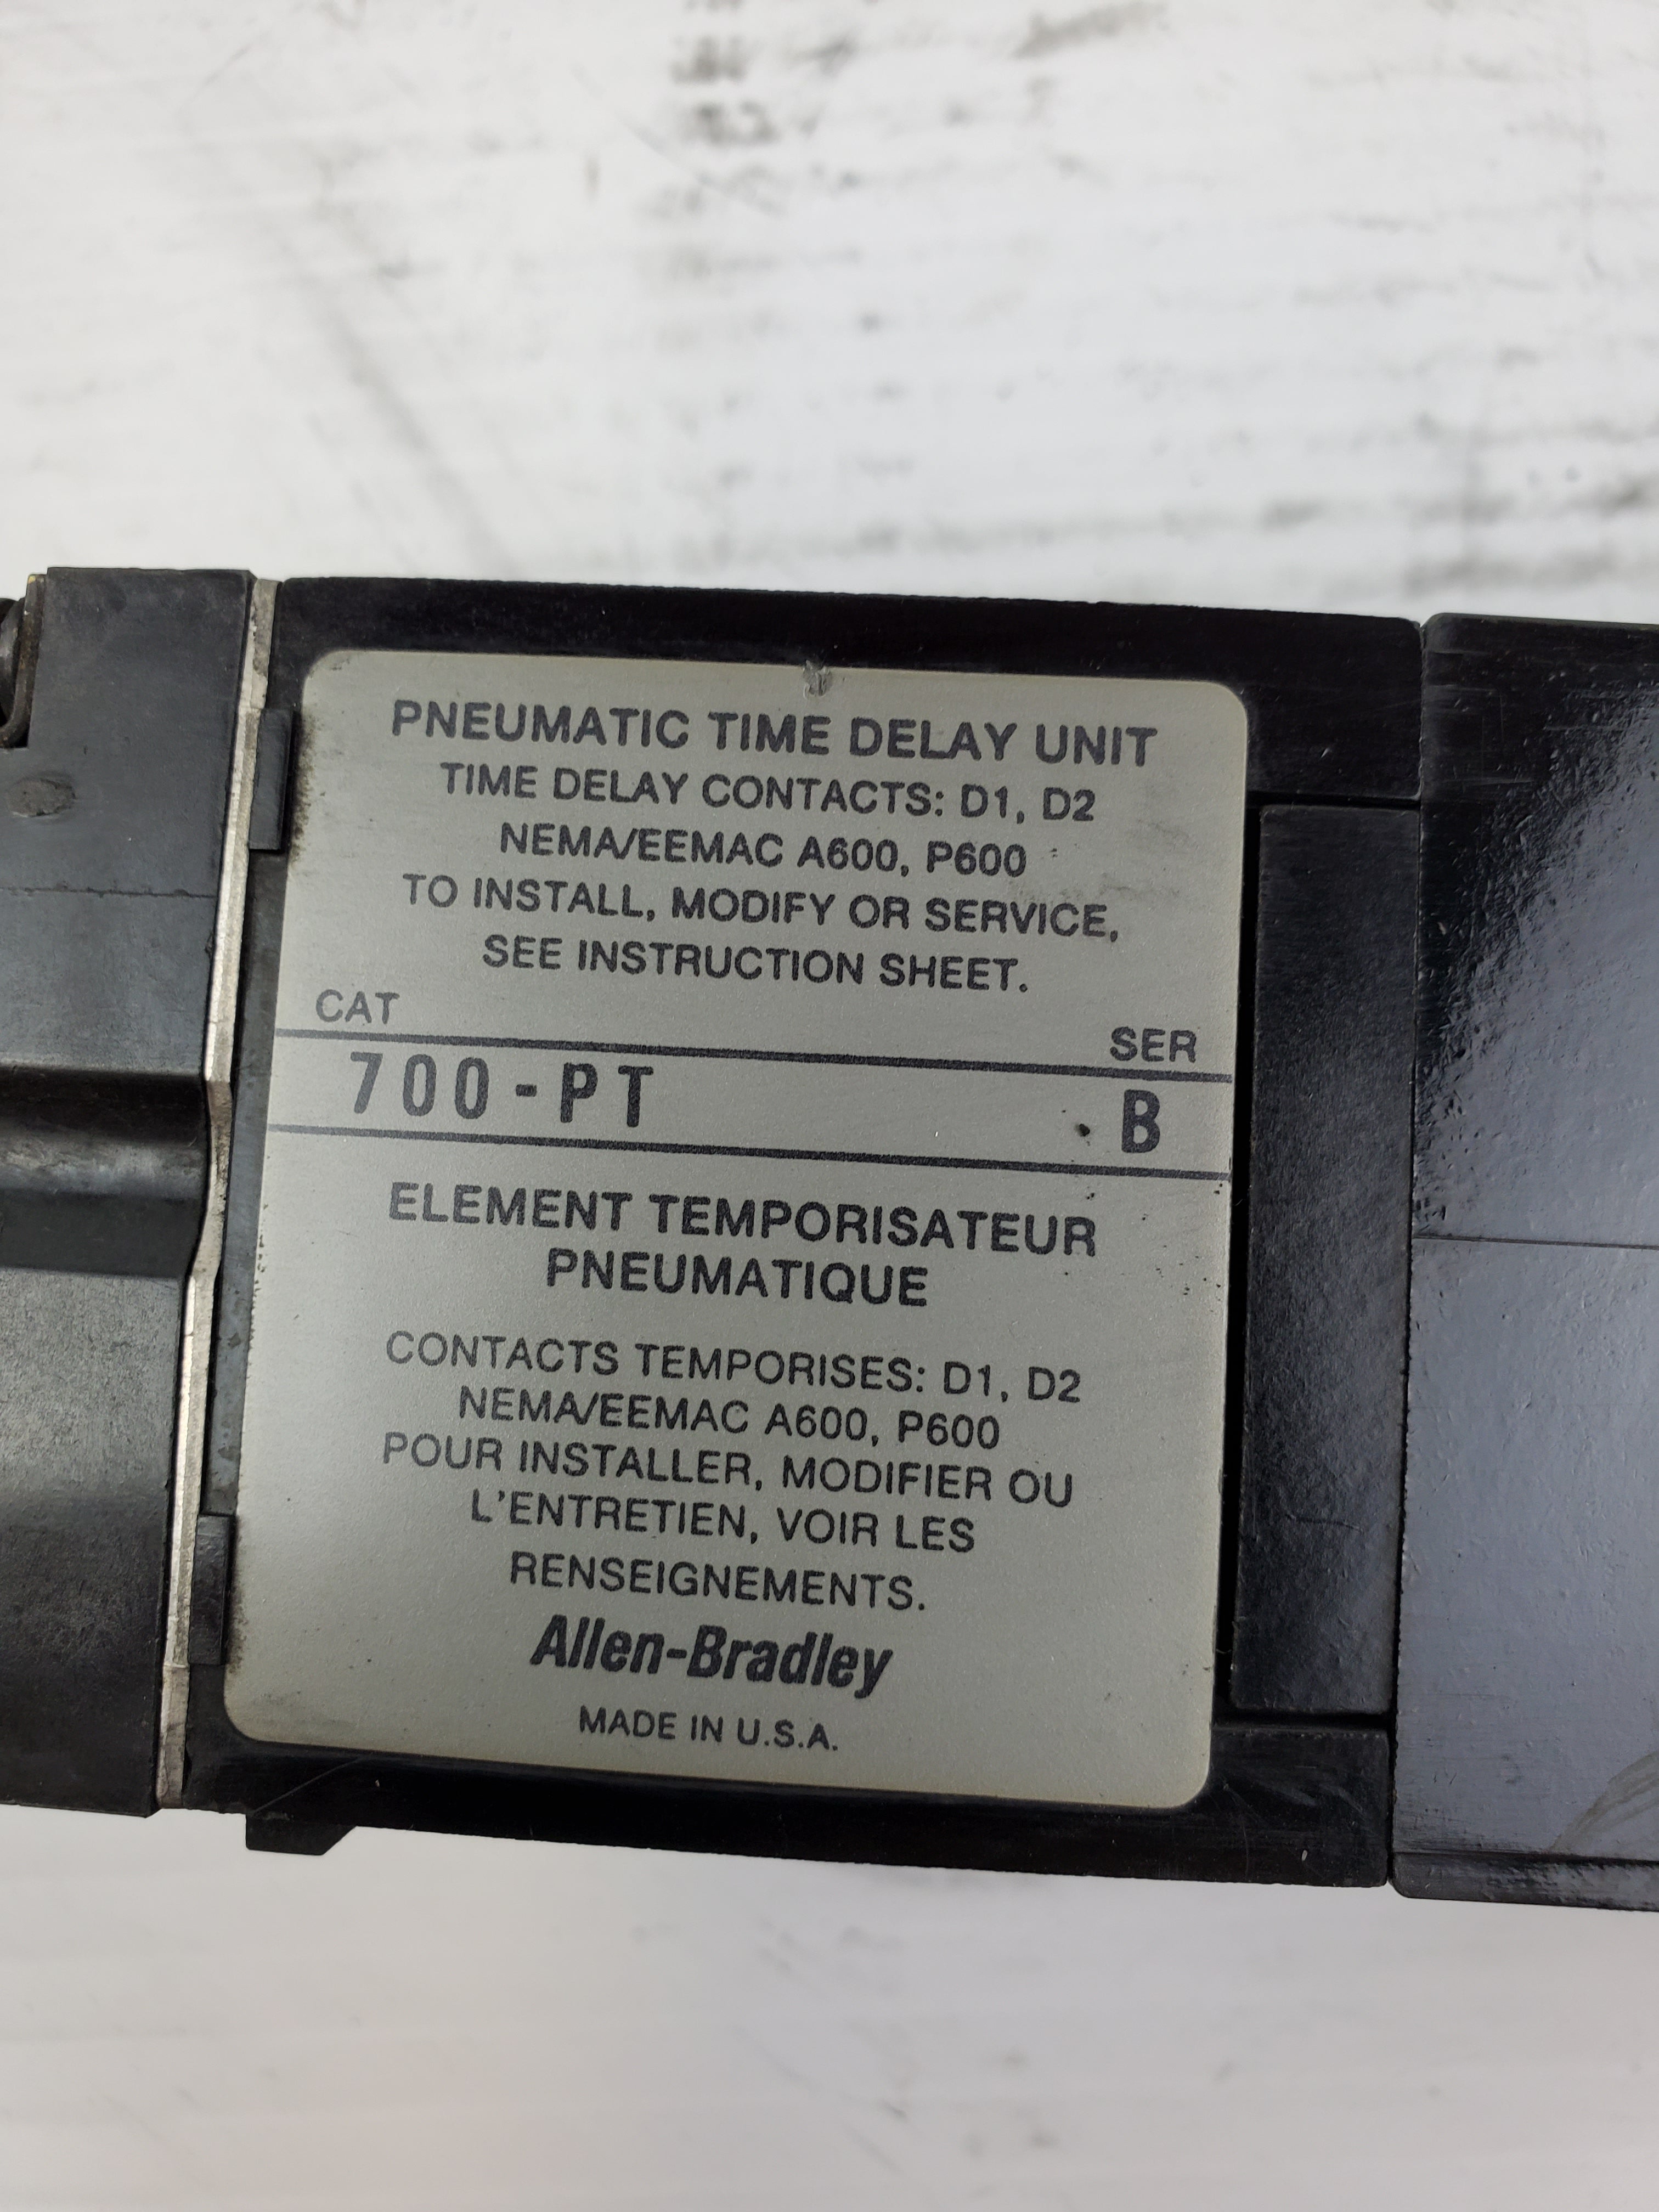 PNEUMATIC TIME DELAY UNIT
TIME DELAY CONTACTS: D1, D2
NEMA/EEMAC A600, P600
TO INSTALL, MODIFY OR SERVICE,
SEE INSTRUCTION SHEET.
CAT SER
700-PT B
ELEMENT TEMPORISATEUR
PNEUMATIQUE
CONTACTS TEMPORISES: D1, D2
NEMA/EEMAC A600, P600
POUR INSTALLER, MODIFIER OU
L'ENTRETIEN, VOIR LES
RENSEIGNEMENTS.
Allen-Bradley
MADE IN U.S.A.